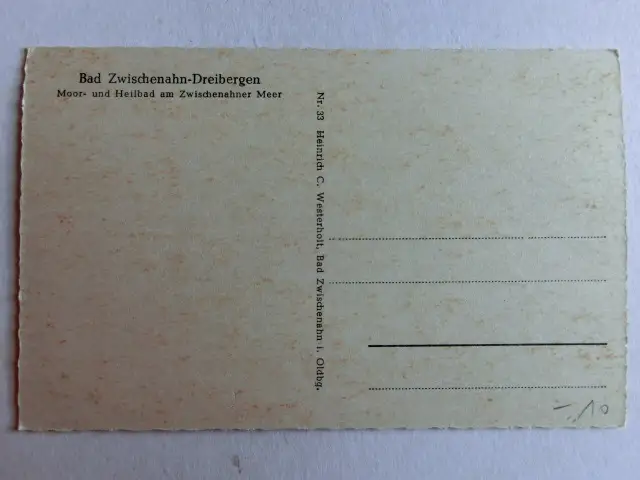 Bad Zwischenahn-Dreibergen
Moor- und Heilbad am Zwischenahner Meer
Nr. 33 Heinrich C. Westerholt, Bad Zwischenahn i. Oldbg.
-,10